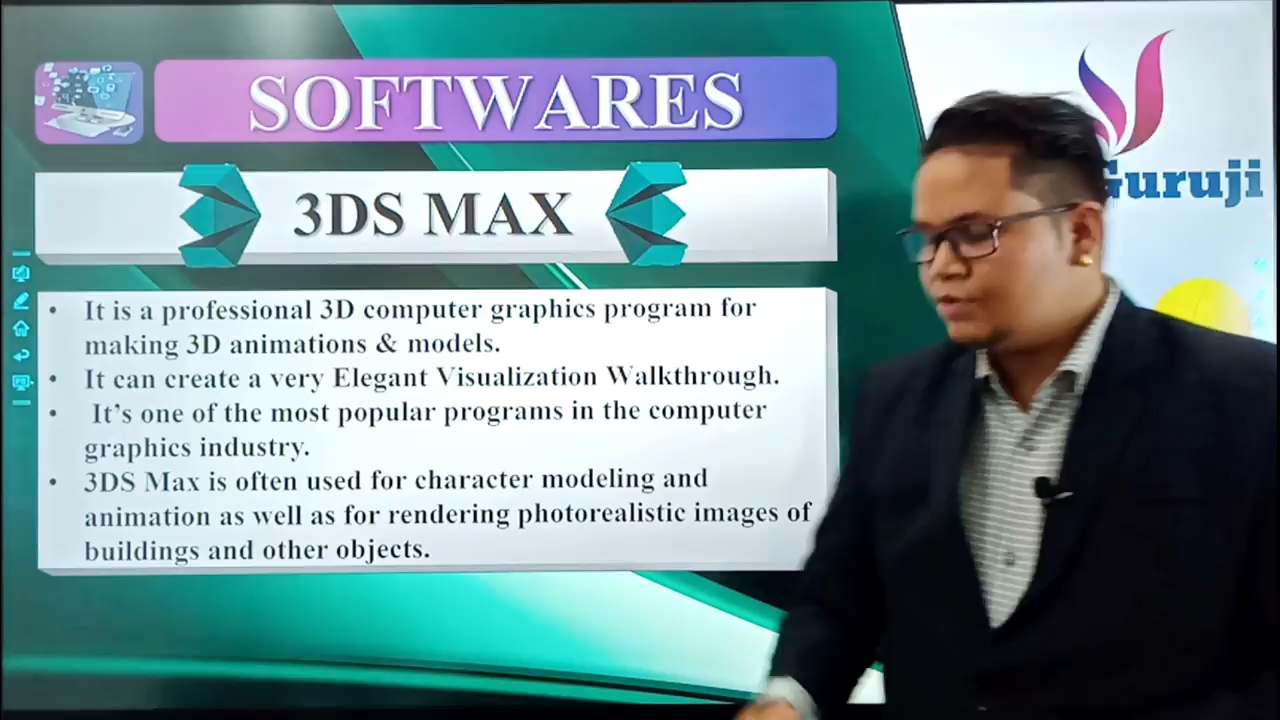 SOFTWARES
Guruji
3DS MAX
• It is a professional 3D computer graphics program for
making 3D animations & models.
• It can create a very Elegant Visualization Walkthrough.
• It's one of the most popular programs in the computer
graphics industry.
• 3DS Max is often used for character modeling and
animation as well as for rendering photorealistic images of
buildings and other objects.